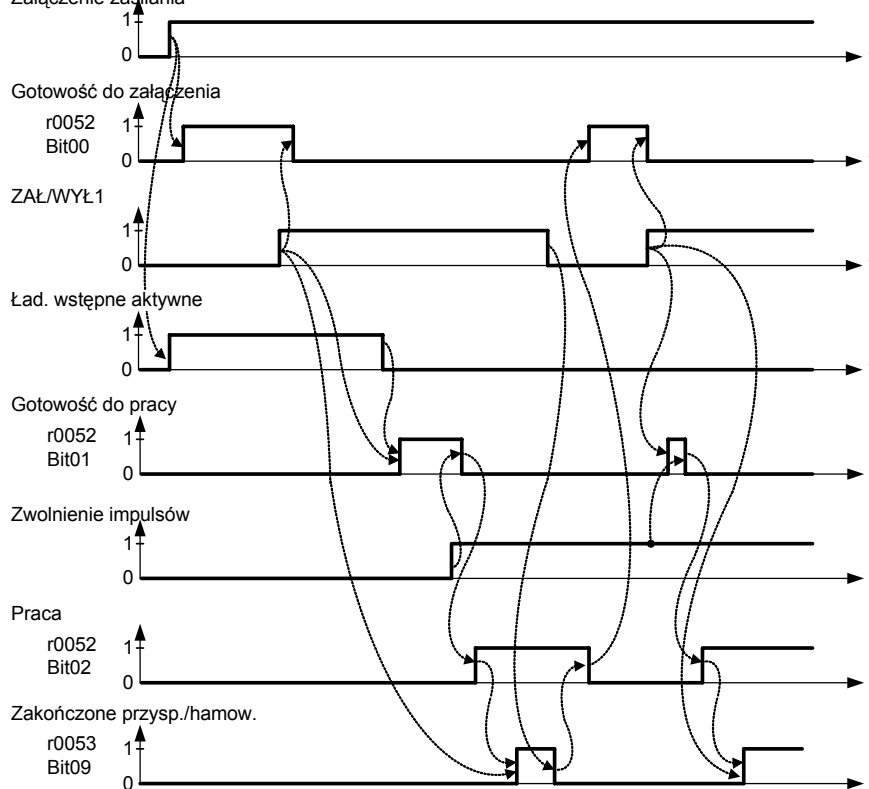 Załączenie zasilania
1
0
Gotowość do załączenia
r0052
Bit00
1
0
ZAŁ/WYŁ1
1
0
Ład. wstępne aktywne
1
0
Gotowość do pracy
r0052
Bit01
1
0
Zwolnienie impulsów
1
0
Praca
r0052
Bit02
1
0
Zakończone przysp./hamow.
r0053
Bit09
1
0